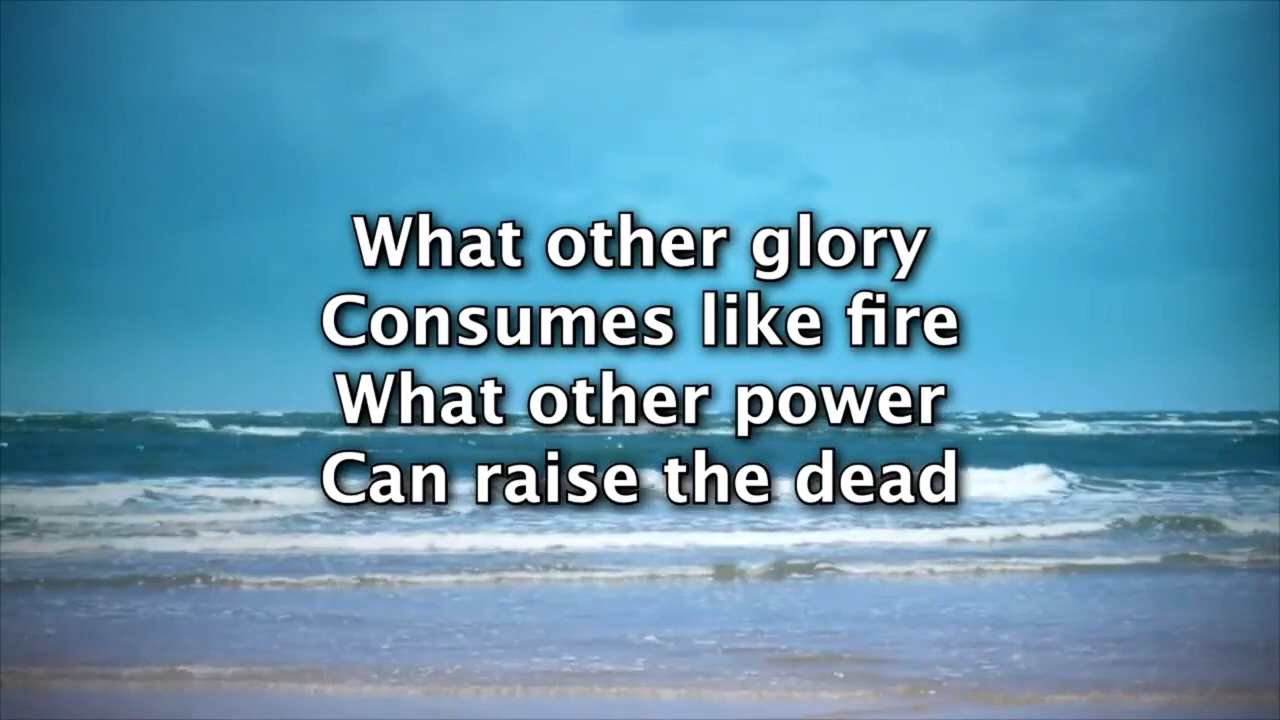 What other glory
Consumes like fire
What other power
Can raise the dead